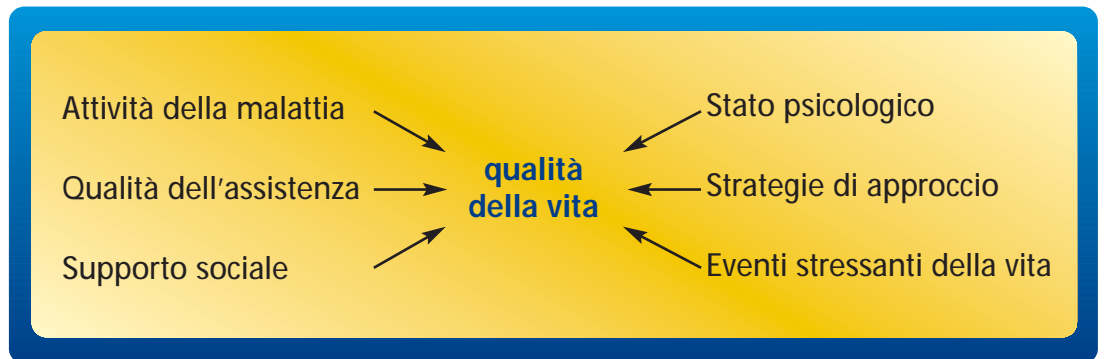 Attività della malattia
Qualità dell'assistenza
Supporto sociale
qualità
della vita
Stato psicologico
Strategie di approccio
Eventi stressanti della vita